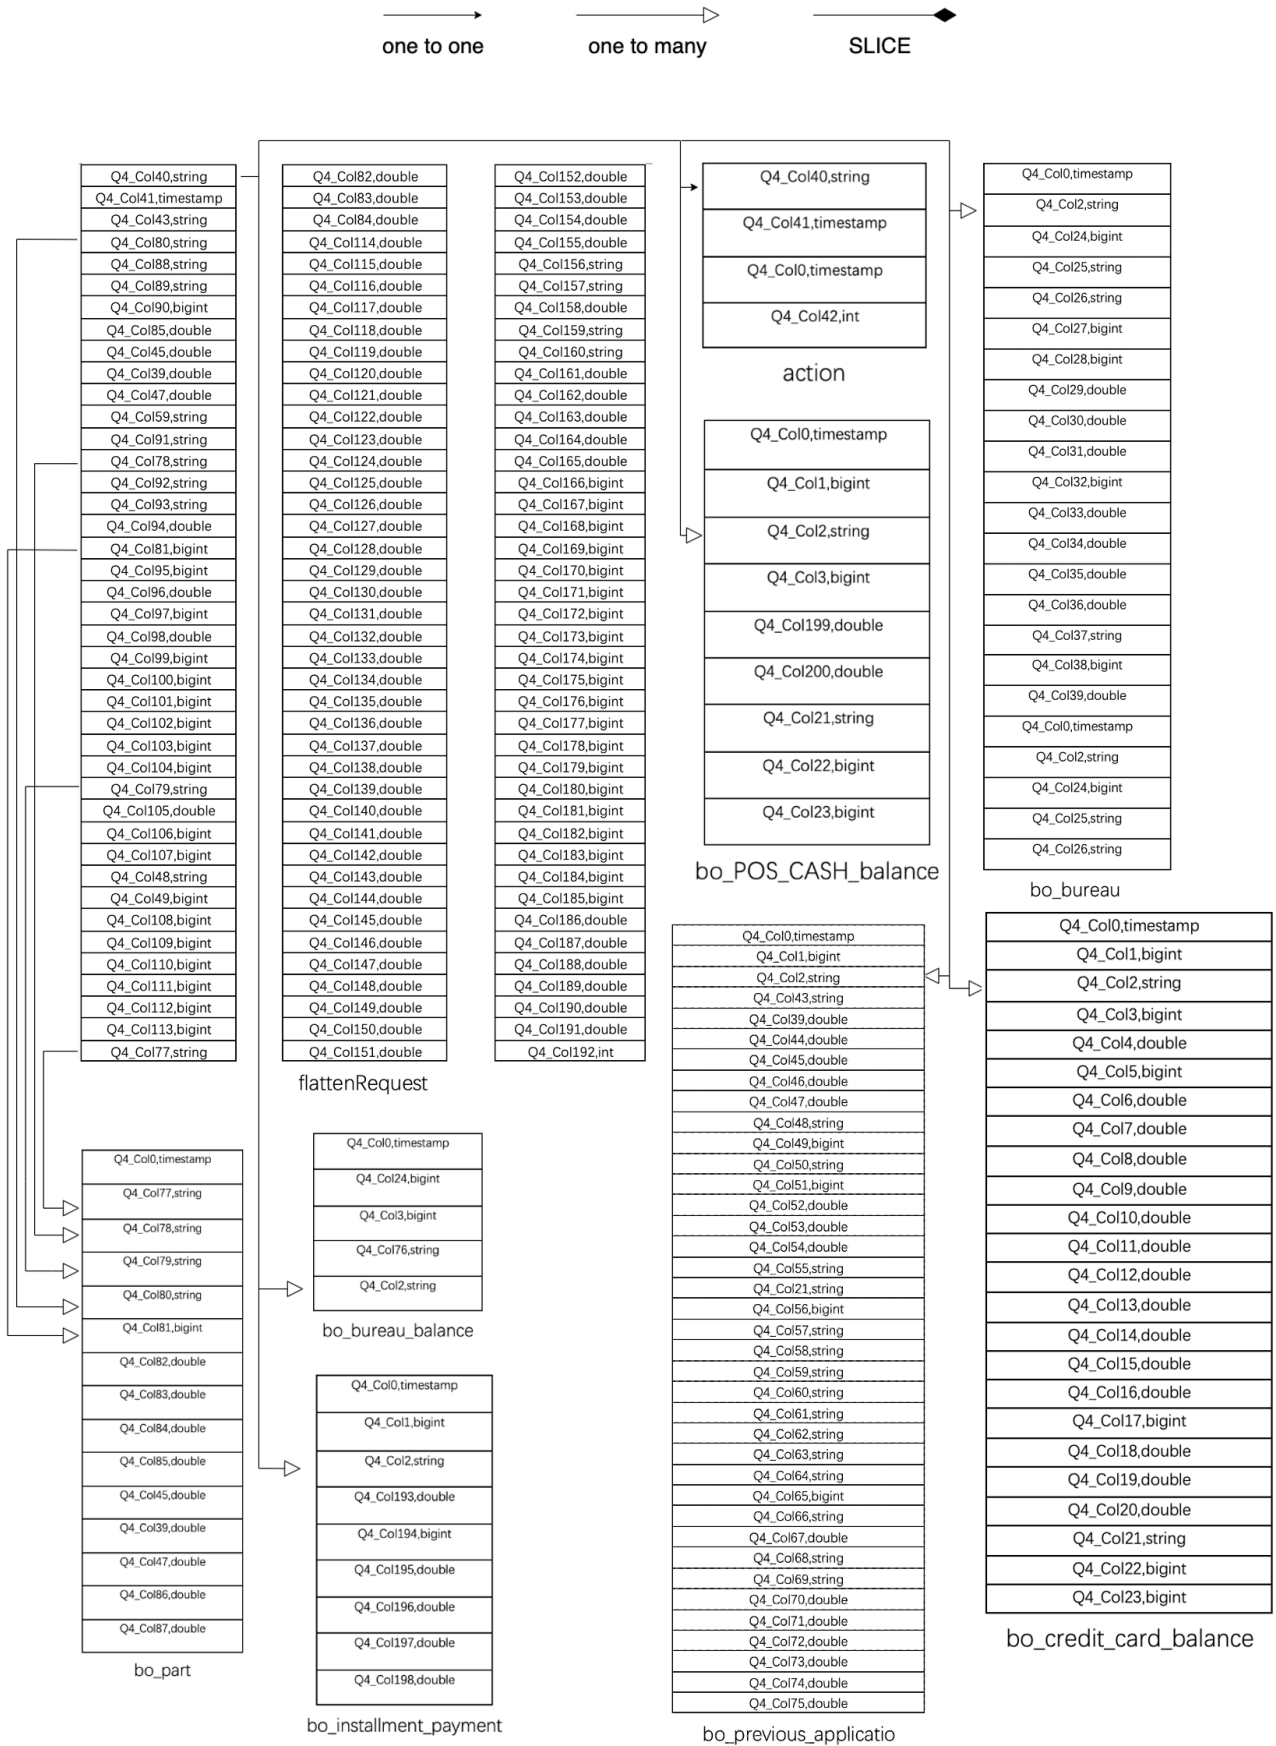 one to one
one to many
SLICE
Q4_Col40,string
Q4_Col41,timestamp
Q4_Col43,string
Q4_Col80,string
Q4_Col88,string
Q4_Col89,string
Q4_Col90,bigint
Q4_Col85,double
Q4_Col45,double
Q4_Col39,double
Q4_Col47,double
Q4_Col59,string
Q4_Col91,string
Q4_Col78,string
Q4_Col92,string
Q4_Col93,string
Q4_Col94,double
Q4_Col81,bigint
Q4_Col95,bigint
Q4_Col96,double
Q4_Col97,bigint
Q4_Col98,double
Q4_Col99,bigint
Q4_Col100,bigint
Q4_Col101,bigint
Q4_Col102,bigint
Q4_Col103,bigint
Q4_Col104,bigint
Q4_Col79,string
Q4_Col105,double
Q4_Col106,bigint
Q4_Col107,bigint
Q4_Col48,string
Q4_Col49,bigint
Q4_Col108,bigint
Q4_Col109,bigint
Q4_Col110,bigint
Q4_Col111,bigint
Q4_Col112,bigint
Q4_Col113,bigint
Q4_Col77,string
Q4_Col82,double
Q4_Col83,double
Q4_Col84,double
Q4_Col114,double
Q4_Col115,double
Q4_Col116,double
Q4_Col117,double
Q4_Col118,double
Q4_Col119,double
Q4_Col120,double
Q4_Col121,double
Q4_Col122,double
Q4_Col123,double
Q4_Col124,double
Q4_Col125,double
Q4_Col126,double
Q4_Col127,double
Q4_Col128,double
Q4_Col129,double
Q4_Col130,double
Q4_Col131,double
Q4_Col132,double
Q4_Col133,double
Q4_Col134,double
Q4_Col135,double
Q4_Col136,double
Q4_Col137,double
Q4_Col138,double
Q4_Col139,double
Q4_Col140,double
Q4_Col141,double
Q4_Col142,double
Q4_Col143,double
Q4_Col144,double
Q4_Col145,double
Q4_Col146,double
Q4_Col147,double
Q4_Col148,double
Q4_Col149,double
Q4_Col150,double
Q4_Col151,double
Q4_Col152,double
Q4_Col153,double
Q4_Col154,double
Q4_Col155,double
Q4_Col156,string
Q4_Col157,string
Q4_Col158,double
Q4_Col159,string
Q4_Col160,string
Q4_Col161,double
Q4_Col162,double
Q4_Col163,double
Q4_Col164,double
Q4_Col165,double
Q4_Col166,bigint
Q4_Col167,bigint
Q4_Col168,bigint
Q4_Col169,bigint
Q4_Col170,bigint
Q4_Col171,bigint
Q4_Col172,bigint
Q4_Col173,bigint
Q4_Col174,bigint
Q4_Col175,bigint
Q4_Col176,bigint
Q4_Col177,bigint
Q4_Col178,bigint
Q4_Col179,bigint
Q4_Col180,bigint
Q4_Col181,bigint
Q4_Col182,bigint
Q4_Col183,bigint
Q4_Col184,bigint
Q4_Col185,bigint
Q4_Col186,double
Q4_Col187,double
Q4_Col188,double
Q4_Col189,double
Q4_Col190,double
Q4_Col191,double
Q4_Col192,int
flattenRequest
Q4_Col40,string
Q4_Col41,timestamp
Q4_Col0,timestamp
Q4_Col42,int
action
Q4_Col0,timestamp
Q4_Col1,bigint
Q4_Col2,string
Q4_Col3,bigint
Q4_Col199,double
Q4_Col200,double
Q4_Col21,string
Q4_Col22,bigint
Q4_Col23,bigint
bo_POS_CASH_balance
Q4_Col0,timestamp
Q4_Col2,string
Q4_Col24,bigint
Q4_Col25,string
Q4_Col26,string
Q4_Col27,bigint
Q4_Col28,bigint
Q4_Col29,double
Q4_Col30,double
Q4_Col31,double
Q4_Col32,bigint
Q4_Col33,double
Q4_Col34,double
Q4_Col35,double
Q4_Col36,double
Q4_Col37,string
Q4_Col38,bigint
Q4_Col39,double
Q4_Col0,timestamp
Q4_Col2,string
Q4_Col24,bigint
Q4_Col25,string
Q4_Col26,string
bo_bureau
Q4_Col0,timestamp
Q4_Col77,string
Q4_Col78,string
Q4_Col79,string
Q4_Col80,string
Q4_Col81,bigint
Q4_Col82,double
Q4_Col83,double
Q4_Col84,double
Q4_Col85,double
Q4_Col45,double
Q4_Col39,double
Q4_Col47,double
Q4_Col86,double
Q4_Col87,double
bo_part
Q4_Col0,timestamp
Q4_Col24,bigint
Q4_Col3,bigint
Q4_Col76,string
Q4_Col2,string
bo_bureau_balance
Q4_Col0,timestamp
Q4_Col1,bigint
Q4_Col2,string
Q4_Col193,double
Q4_Col194,bigint
Q4_Col195,double
Q4_Col196,double
Q4_Col197,double
Q4_Col198,double
bo_installment_payment
Q4_Col0,timestamp
Q4_Col1,bigint
Q4_Col2,string
Q4_Col43,string
Q4_Col39,double
Q4_Col44,double
Q4_Col45,double
Q4_Col46,double
Q4_Col47,double
Q4_Col48,string
Q4_Col49,bigint
Q4_Col50,string
Q4_Col51,bigint
Q4_Col52,double
Q4_Col53,double
Q4_Col54,double
Q4_Col55,string
Q4_Col21,string
Q4_Col56,bigint
Q4_Col57,string
Q4_Col58,string
Q4_Col59,string
Q4_Col60,string
Q4_Col61,string
Q4_Col62,string
Q4_Col63,string
Q4_Col64,string
Q4_Col65,bigint
Q4_Col66,string
Q4_Col67,double
Q4_Col68,string
Q4_Col69,string
Q4_Col70,double
Q4_Col71,double
Q4_Col72,double
Q4_Col73,double
Q4_Col74,double
Q4_Col75,double
bo_previous_applicatio
Q4_Col0,timestamp
Q4_Col1,bigint
Q4_Col2,string
Q4_Col3,bigint
Q4_Col4,double
Q4_Col5,bigint
Q4_Col6,double
Q4_Col7,double
Q4_Col8,double
Q4_Col9,double
Q4_Col10,double
Q4_Col11,double
Q4_Col12,double
Q4_Col13,double
Q4_Col14,double
Q4_Col15,double
Q4_Col16,double
Q4_Col17,bigint
Q4_Col18,double
Q4_Col19,double
Q4_Col20,double
Q4_Col21,string
Q4_Col22,bigint
Q4_Col23,bigint
bo_credit_card_balance